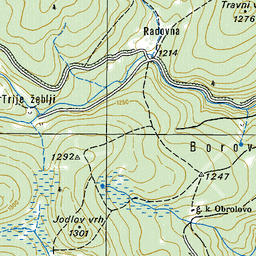 Travni v
1276
Radovna
1214
Trije žeblji
1250
Borov
1292
1247
k. Obrolovo
Jodlov vrh
1301